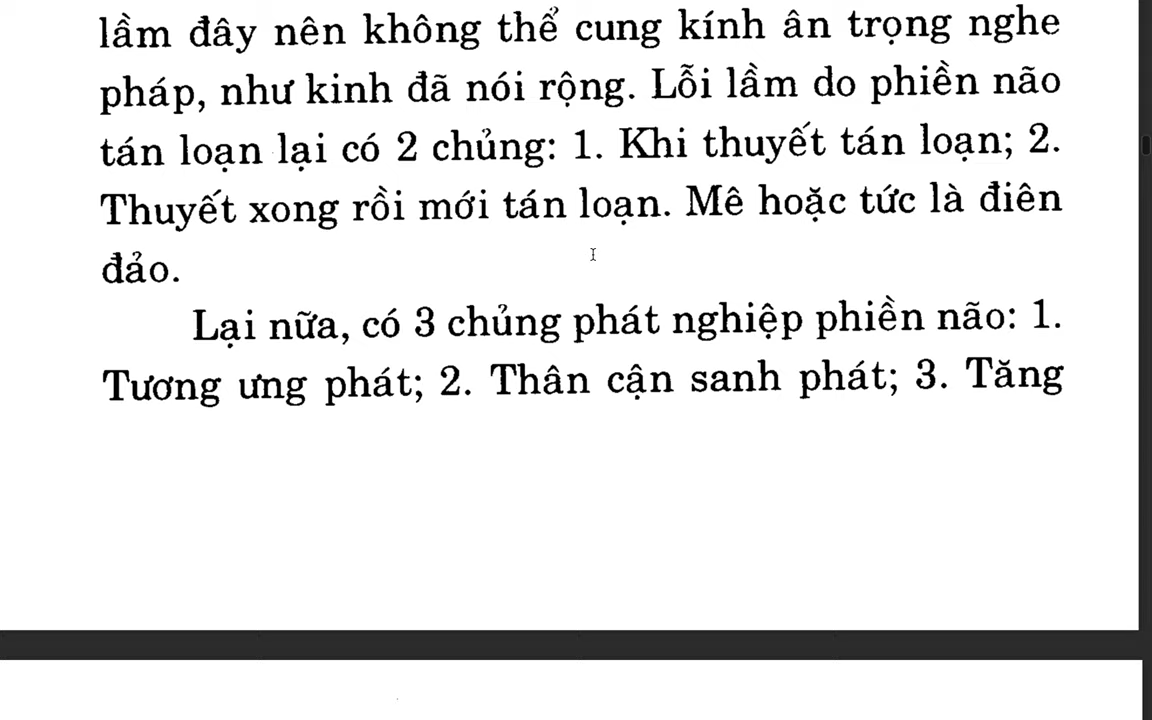 lầm đây nên không thể cung kính ân trọng nghe
pháp, như kinh đã nói rộng. Lỗi lầm do phiền não
tán loạn lại có 2 chủng: 1. Khi thuyết tán loạn; 2.
Thuyết xong rồi mới tán loạn. Mê hoặc tức là điên
đảo.
Lại nữa, có 3 chủng phát nghiệp phiền não: 1.
Tương ưng phát; 2. Thân cận sanh phát; 3. Tăng